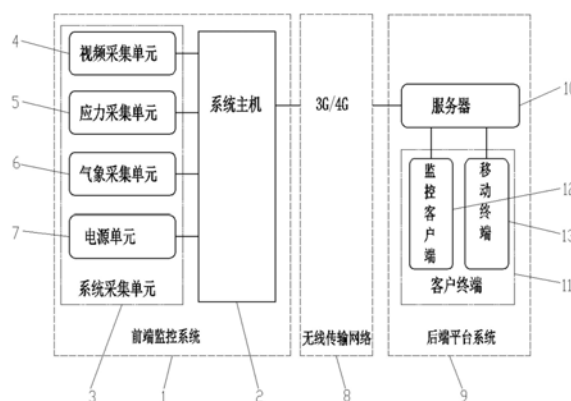 4
视频采集单元
5
应力采集单元
6
气象采集单元
7
电源单元
系统采集单元
系统主机
前端监控系统
3
1
2
3G/4G
无线传输网络
8
服务器
10
监控客户端
移动终端
12
13
客户终端
11
后端平台系统
9